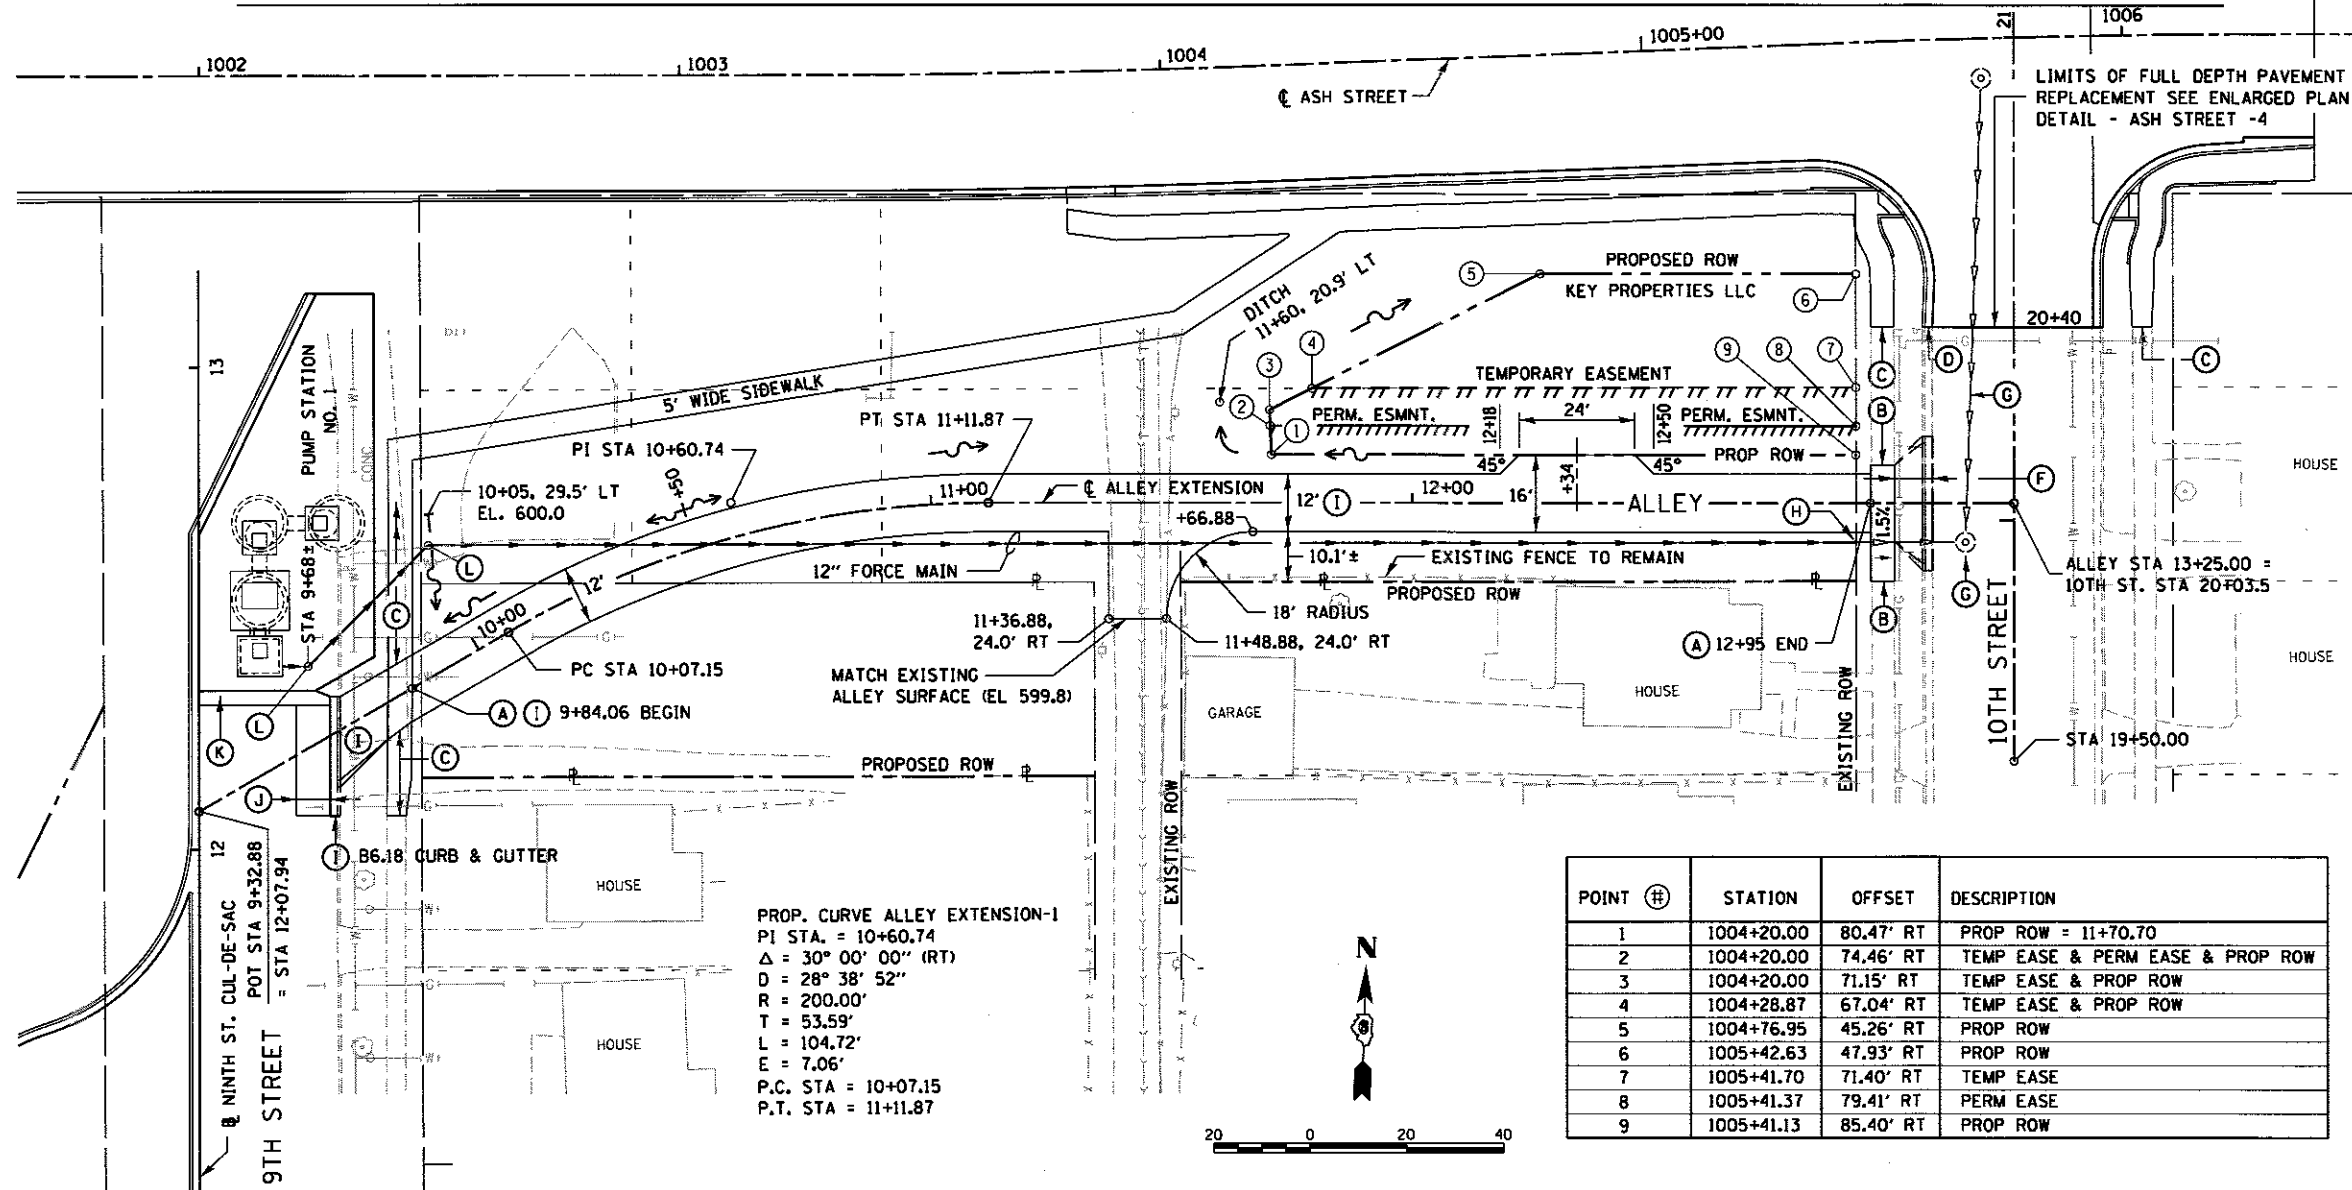 1002
1003
1004
1005+00
21
1006
℄ ASH STREET
LIMITS OF FULL DEPTH PAVEMENT
REPLACEMENT SEE ENLARGED PLAN
DETAIL - ASH STREET -4
DITCH
11+60, 20.9' LT
5
PROPOSED ROW
KEY PROPERTIES LLC
6
20+40
13
PUMP STATION
NO. 1
CONC
5' WIDE SIDEWALK
PI STA 10+60.74
PT STA 11+11.87
+50
10+05, 29.5' LT
EL. 600.0
4
3
2
1
9
8
7
TEMPORARY EASEMENT
PERM. ESMNT.
12+18
24'
12+50
PERM. ESMNT.
PROP ROW
45°
45°
+34
C
B
D
C
G
F
HOUSE
11+00
℄ ALLEY EXTENSION
12'
I
12+00
16'
ALLEY
H
1.5%
+66.88
STA 9+68±
L
C
12'
10+00
12" FORCE MAIN
10.1'±
EXISTING FENCE TO REMAIN
PROPOSED ROW
ALLEY STA 13+25.00 =
10TH ST. STA 20+03.5
G
B
18' RADIUS
11+36.88,
24.0' RT
11+48.88, 24.0' RT
A 12+95 END
PC STA 10+07.15
MATCH EXISTING
ALLEY SURFACE (EL 599.8)
HOUSE
HOUSE
GARAGE
EXISTING ROW
10TH STREET
STA 19+50.00
A I 9+84.06 BEGIN
L
K
I
C
J
PROPOSED ROW
EXISTING ROW
12
I B6.18 CURB & GUTTER
HOUSE
HOUSE
POT STA 9+32.88
= STA 12+07.94
℄ NINTH ST. CUL-DE-SAC
9TH STREET
PROP. CURVE ALLEY EXTENSION-1
PI STA. = 10+60.74
Δ = 30° 00' 00" (RT)
D = 28° 38' 52"
R = 200.00'
T = 53.59'
L = 104.72'
E = 7.06'
P.C. STA = 10+07.15
P.T. STA = 11+11.87
N
20 0 20 40
POINT # STATION OFFSET DESCRIPTION
1 1004+20.00 80.47' RT PROP ROW = 11+70.70
2 1004+20.00 74.46' RT TEMP EASE & PERM EASE & PROP ROW
3 1004+20.00 71.15' RT TEMP EASE & PROP ROW
4 1004+28.87 67.04' RT TEMP EASE & PROP ROW
5 1004+76.95 45.26' RT PROP ROW
6 1005+42.63 47.93' RT PROP ROW
7 1005+41.70 71.40' RT TEMP EASE
8 1005+41.37 79.41' RT PERM EASE
9 1005+41.13 85.40' RT PROP ROW